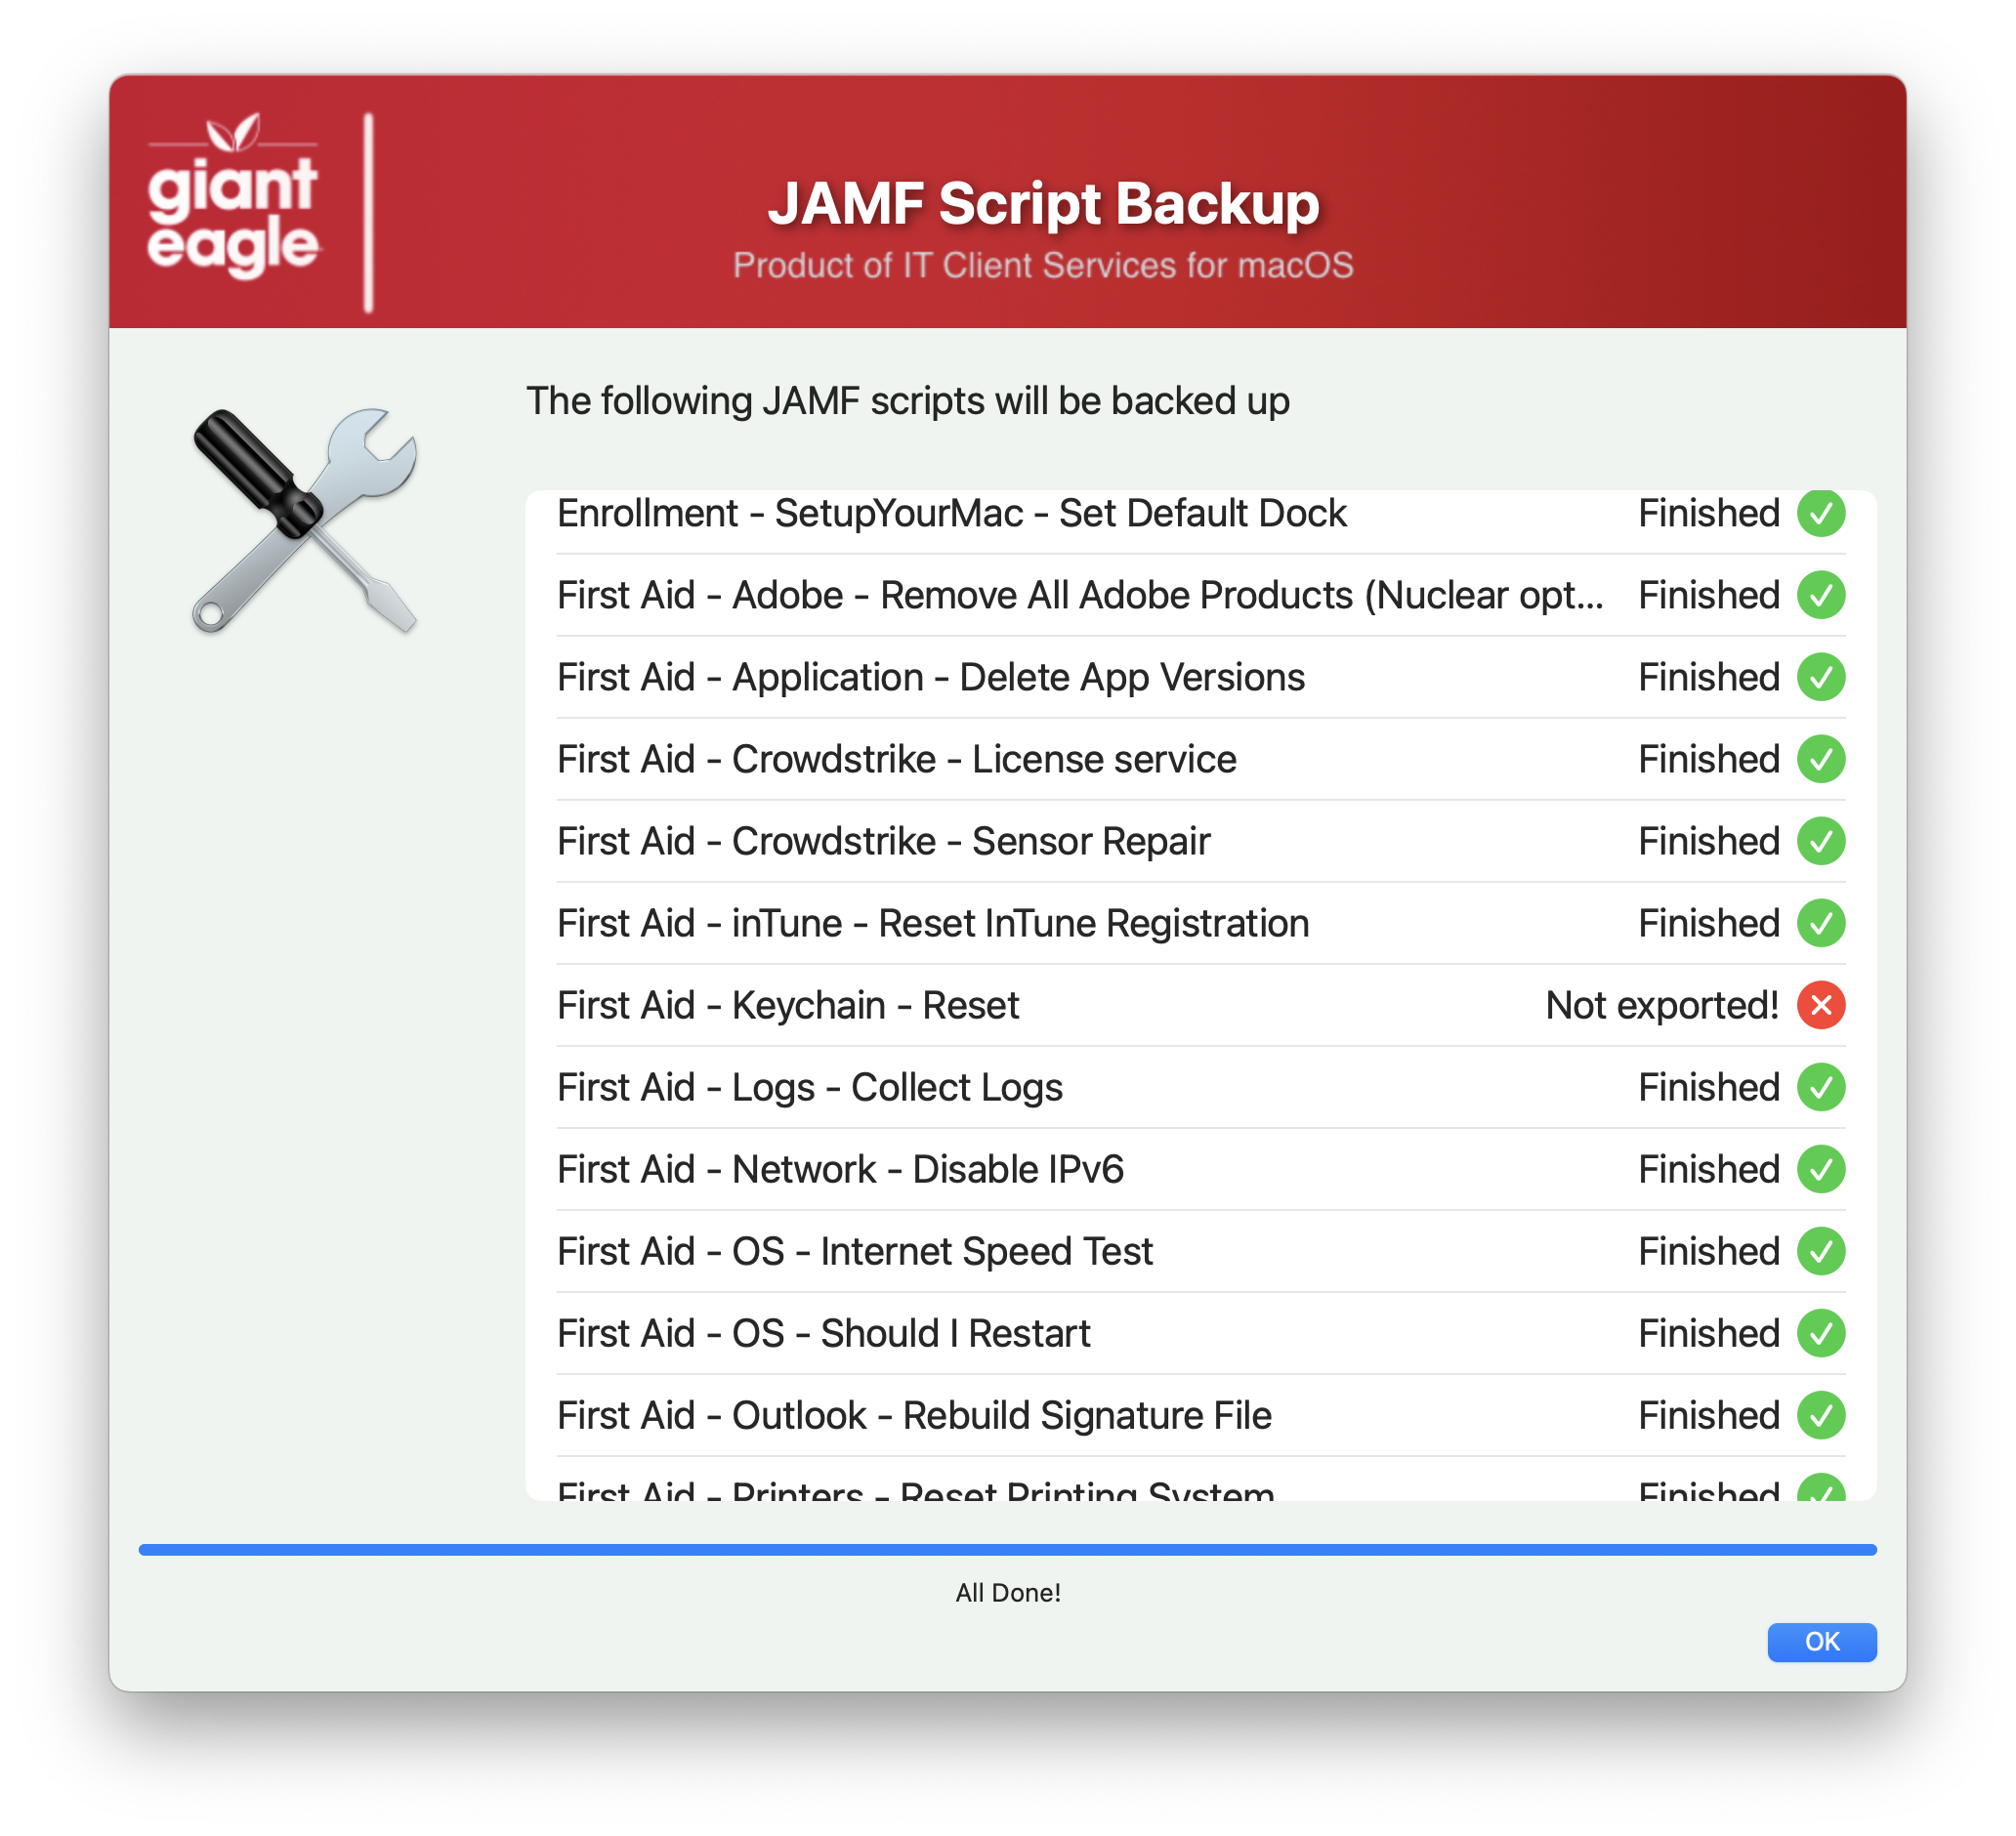 giant
eagle
JAMF Script Backup
Product of IT Client Services for macOS
The following JAMF scripts will be backed up
Enrollment - SetupYourMac - Set Default Dock Finished
First Aid - Adobe - Remove All Adobe Products (Nuclear opt... Finished
First Aid - Application - Delete App Versions Finished
First Aid - Crowdstrike - License service Finished
First Aid - Crowdstrike - Sensor Repair Finished
First Aid - inTune - Reset InTune Registration Finished
First Aid - Keychain - Reset Not exported!
First Aid - Logs - Collect Logs Finished
First Aid - Network - Disable IPv6 Finished
First Aid - OS - Internet Speed Test Finished
First Aid - OS - Should I Restart Finished
First Aid - Outlook - Rebuild Signature File Finished
First Aid - Printers - Reset Printing System Finished
All Done!
OK